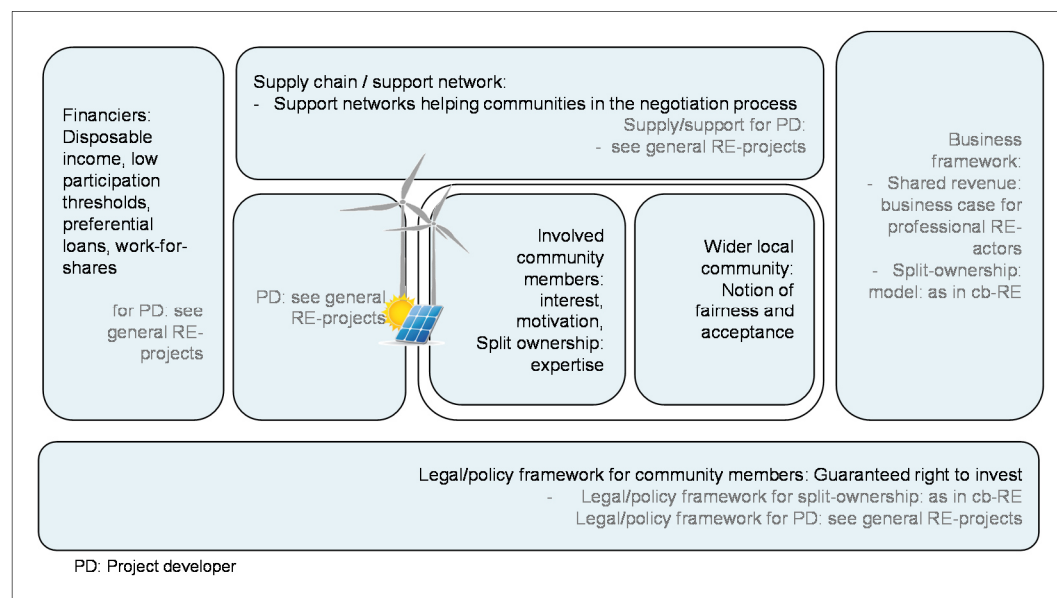 Financiers:
Disposable
income, low
participation
thresholds,
preferential
loans, work-for-
shares
for PD: see
general RE-
projects
Supply chain / support network:
- Support networks helping communities in the negotiation process
Supply/support for PD:
- see general RE-projects
PD: see general
RE-projects
Involved
community
members:
interest,
motivation,
Split ownership:
expertise
Wider local
community:
Notion of
fairness and
acceptance
Business
framework:
- Shared revenue:
business case for
professional RE-
actors
- Split-ownership:
model: as in cb-RE
Legal/policy framework for community members: Guaranteed right to invest
- Legal/policy framework for split-ownership: as in cb-RE
Legal/policy framework for PD: see general RE-projects
PD: Project developer